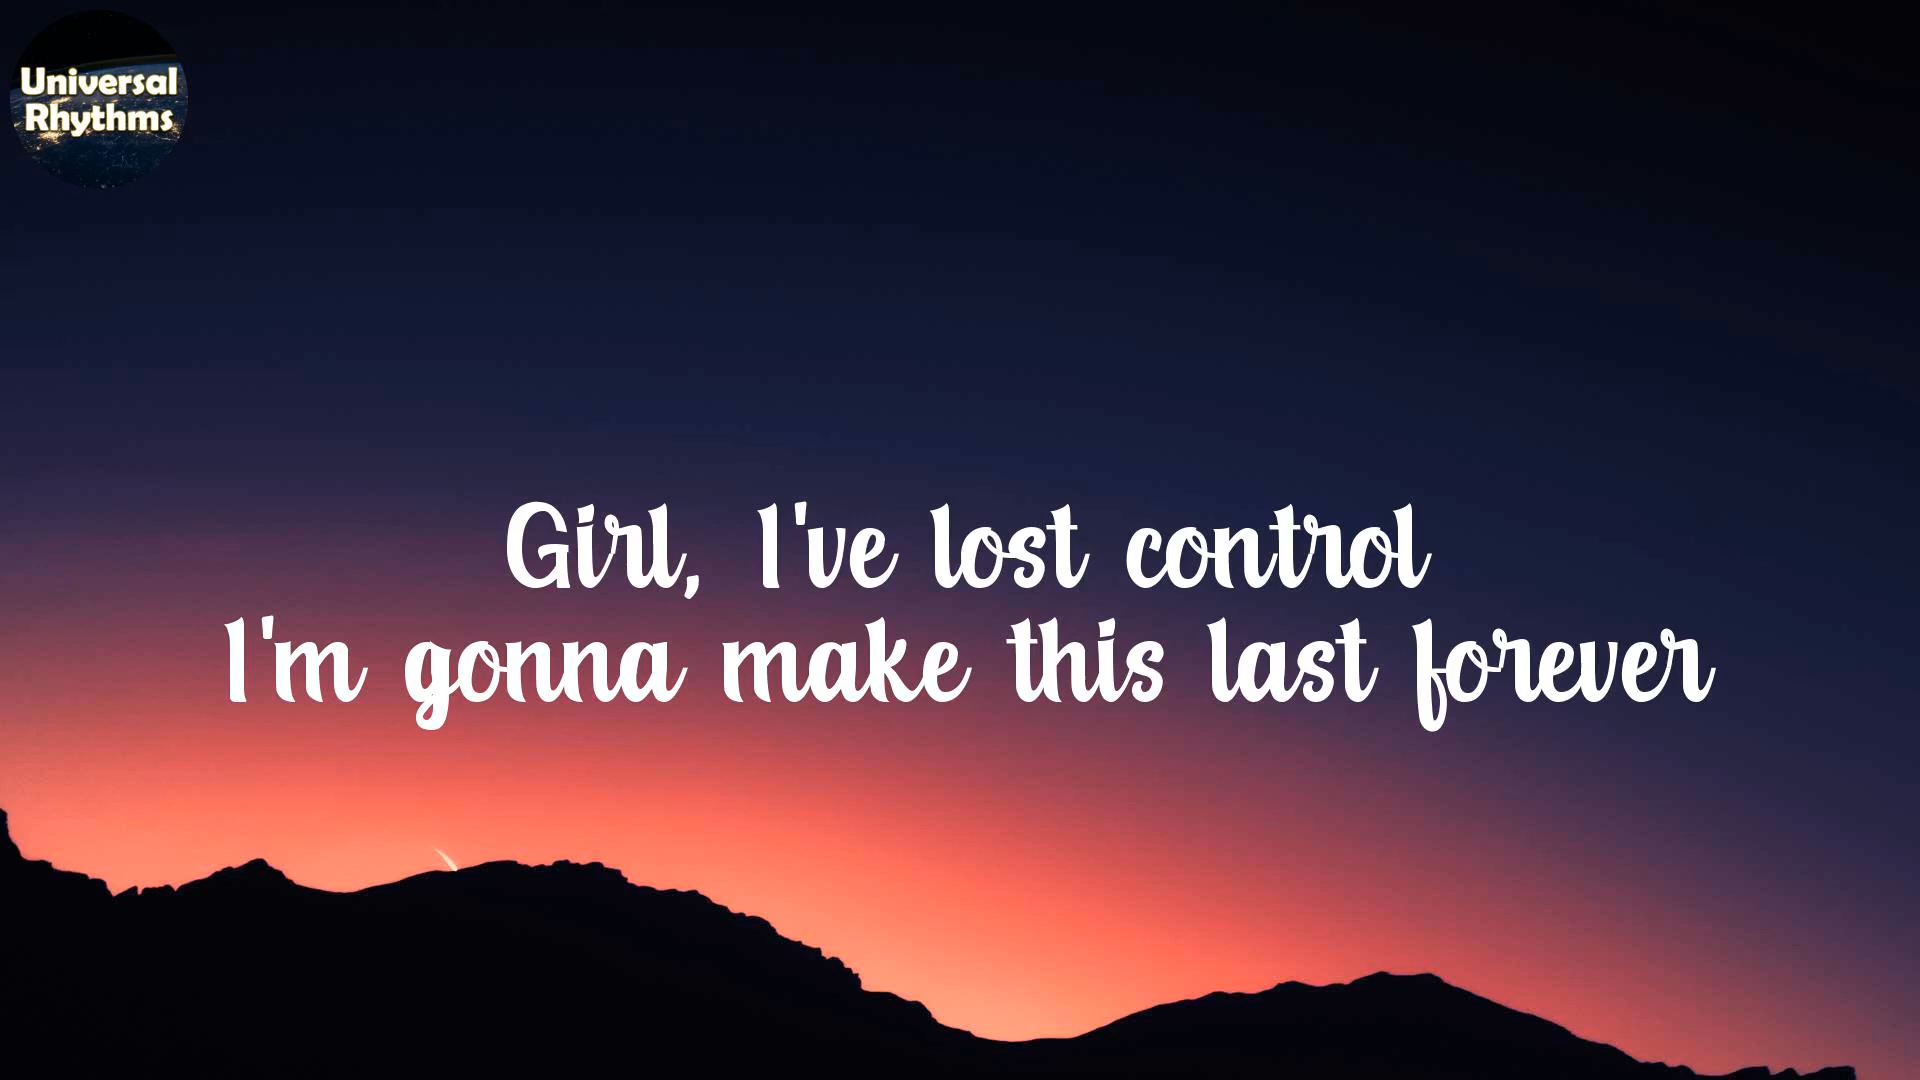 Universal
Rhythms
Girl, I've lost control
I'm gonna make this last forever